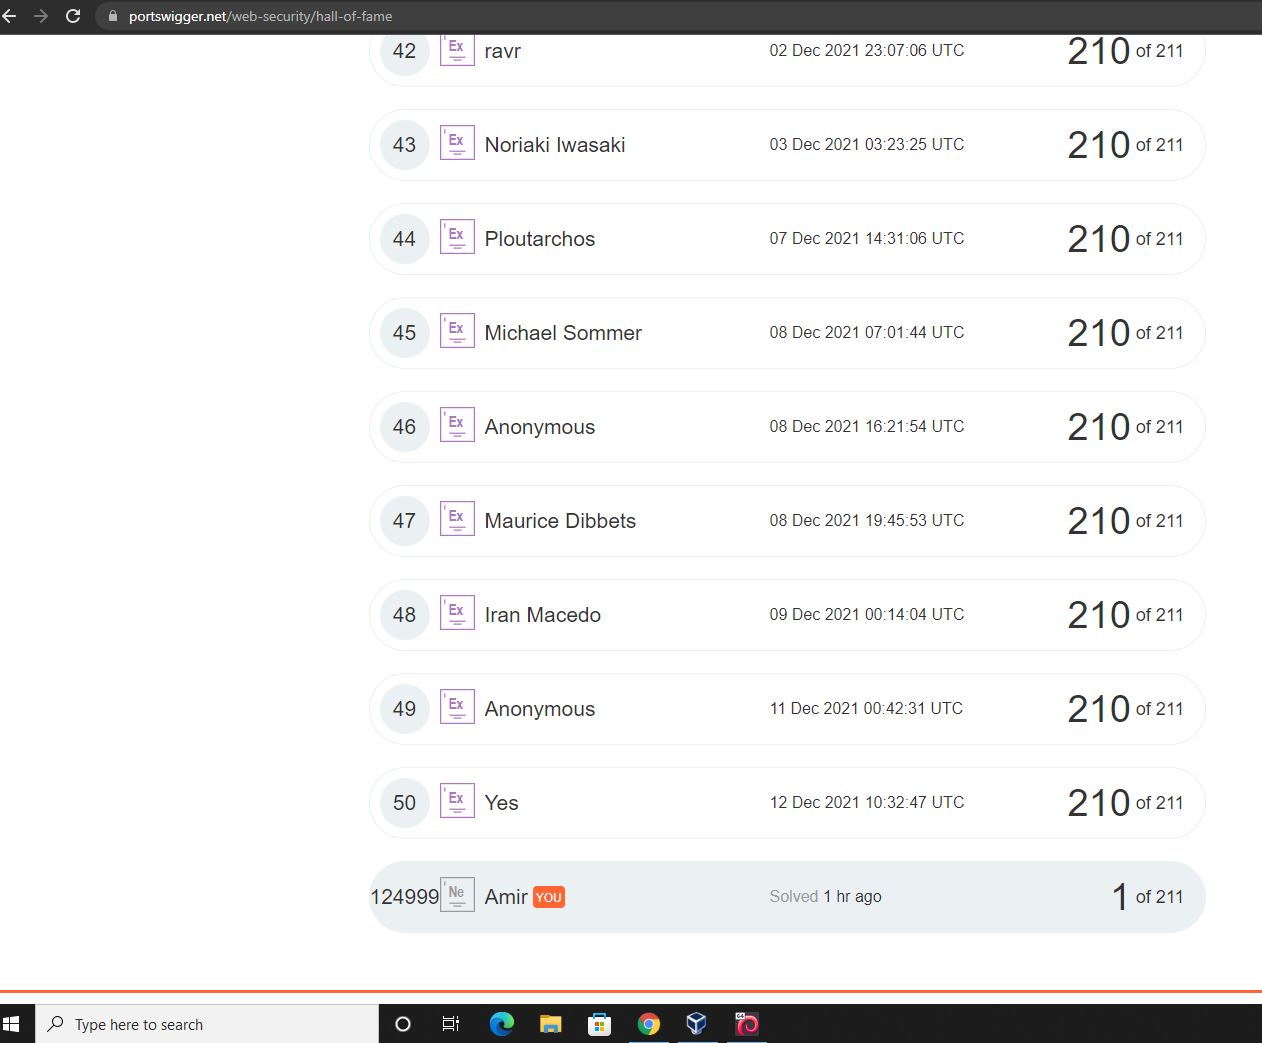 portswigger.net/web-security/hall-of-fame
42 Ex ravr 02 Dec 2021 23:07:06 UTC 210 of 211
43 Ex Noriaki Iwasaki 03 Dec 2021 03:23:25 UTC 210 of 211
44 Ex Ploutarchos 07 Dec 2021 14:31:06 UTC 210 of 211
45 Ex Michael Sommer 08 Dec 2021 07:01:44 UTC 210 of 211
46 Ex Anonymous 08 Dec 2021 16:21:54 UTC 210 of 211
47 Ex Maurice Dibbets 08 Dec 2021 19:45:53 UTC 210 of 211
48 Ex Iran Macedo 09 Dec 2021 00:14:04 UTC 210 of 211
49 Ex Anonymous 11 Dec 2021 00:42:31 UTC 210 of 211
50 Ex Yes 12 Dec 2021 10:32:47 UTC 210 of 211
124999 Ne Amir YOU Solved 1 hr ago 1 of 211
Type here to search
64